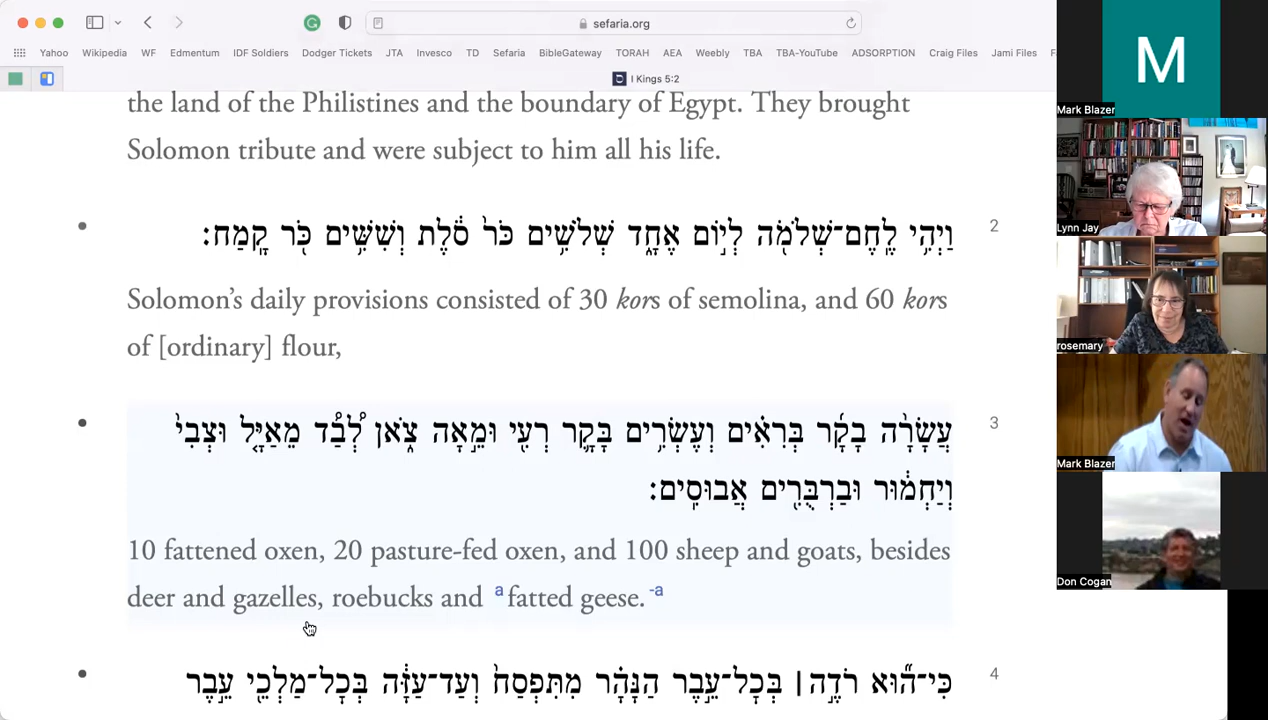 sefaria.org
Yahoo Wikipedia WF Edmentum IDF Soldiers Dodger Tickets JTA Invesco TD Sefaria BibleGateway TORAH AEA Weebly TBA TBA-YouTube ADSORPTION Craig Files Jami Files
I Kings 5:2
the land of the Philistines and the boundary of Egypt. They brought
Solomon tribute and were subject to him all his life.
2
וַיְהִ֥י לֶֽחֶם־שְׁלֹמֹ֖ה לְי֣וֹם אֶחָ֑ד שְׁלֹשִׁ֥ים כֹּר֙ סֹ֔לֶת וְשִׁשִּׁ֥ים כֹּ֖ר קָֽמַח׃
Solomon’s daily provisions consisted of 30 kors of semolina, and 60 kors
of [ordinary] flour,
3
עֲשָׂרָ֨ה בָקָ֜ר בְּרִאִ֗ים וְעֶשְׂרִ֥ים בָּקָ֛ר רְעִ֖י וּמֵ֣אָה צֹ֑אן לְ֠בַ֠ד מֵאַיָּ֤ל וּצְבִי֙
וְיַחְמ֔וּר וּבַרְבֻּרִ֖ים אֲבוּסִֽים׃
10 fattened oxen, 20 pasture-fed oxen, and 100 sheep and goats, besides
deer and gazelles, roebucks and a fatted geese. -a
4
כִּי־ה֞וּא רֹדֶ֣ה ׀ בְּכׇל־עֵ֣בֶר הַנָּהָ֗ר מִתִּפְסַח֙ וְעַד־עַזָּ֔ה בְּכׇל־מַלְכֵ֖י עֵ֣בֶר
M
Mark Blazer
Lynn Jay
rosemary
Mark Blazer
Don Cogan